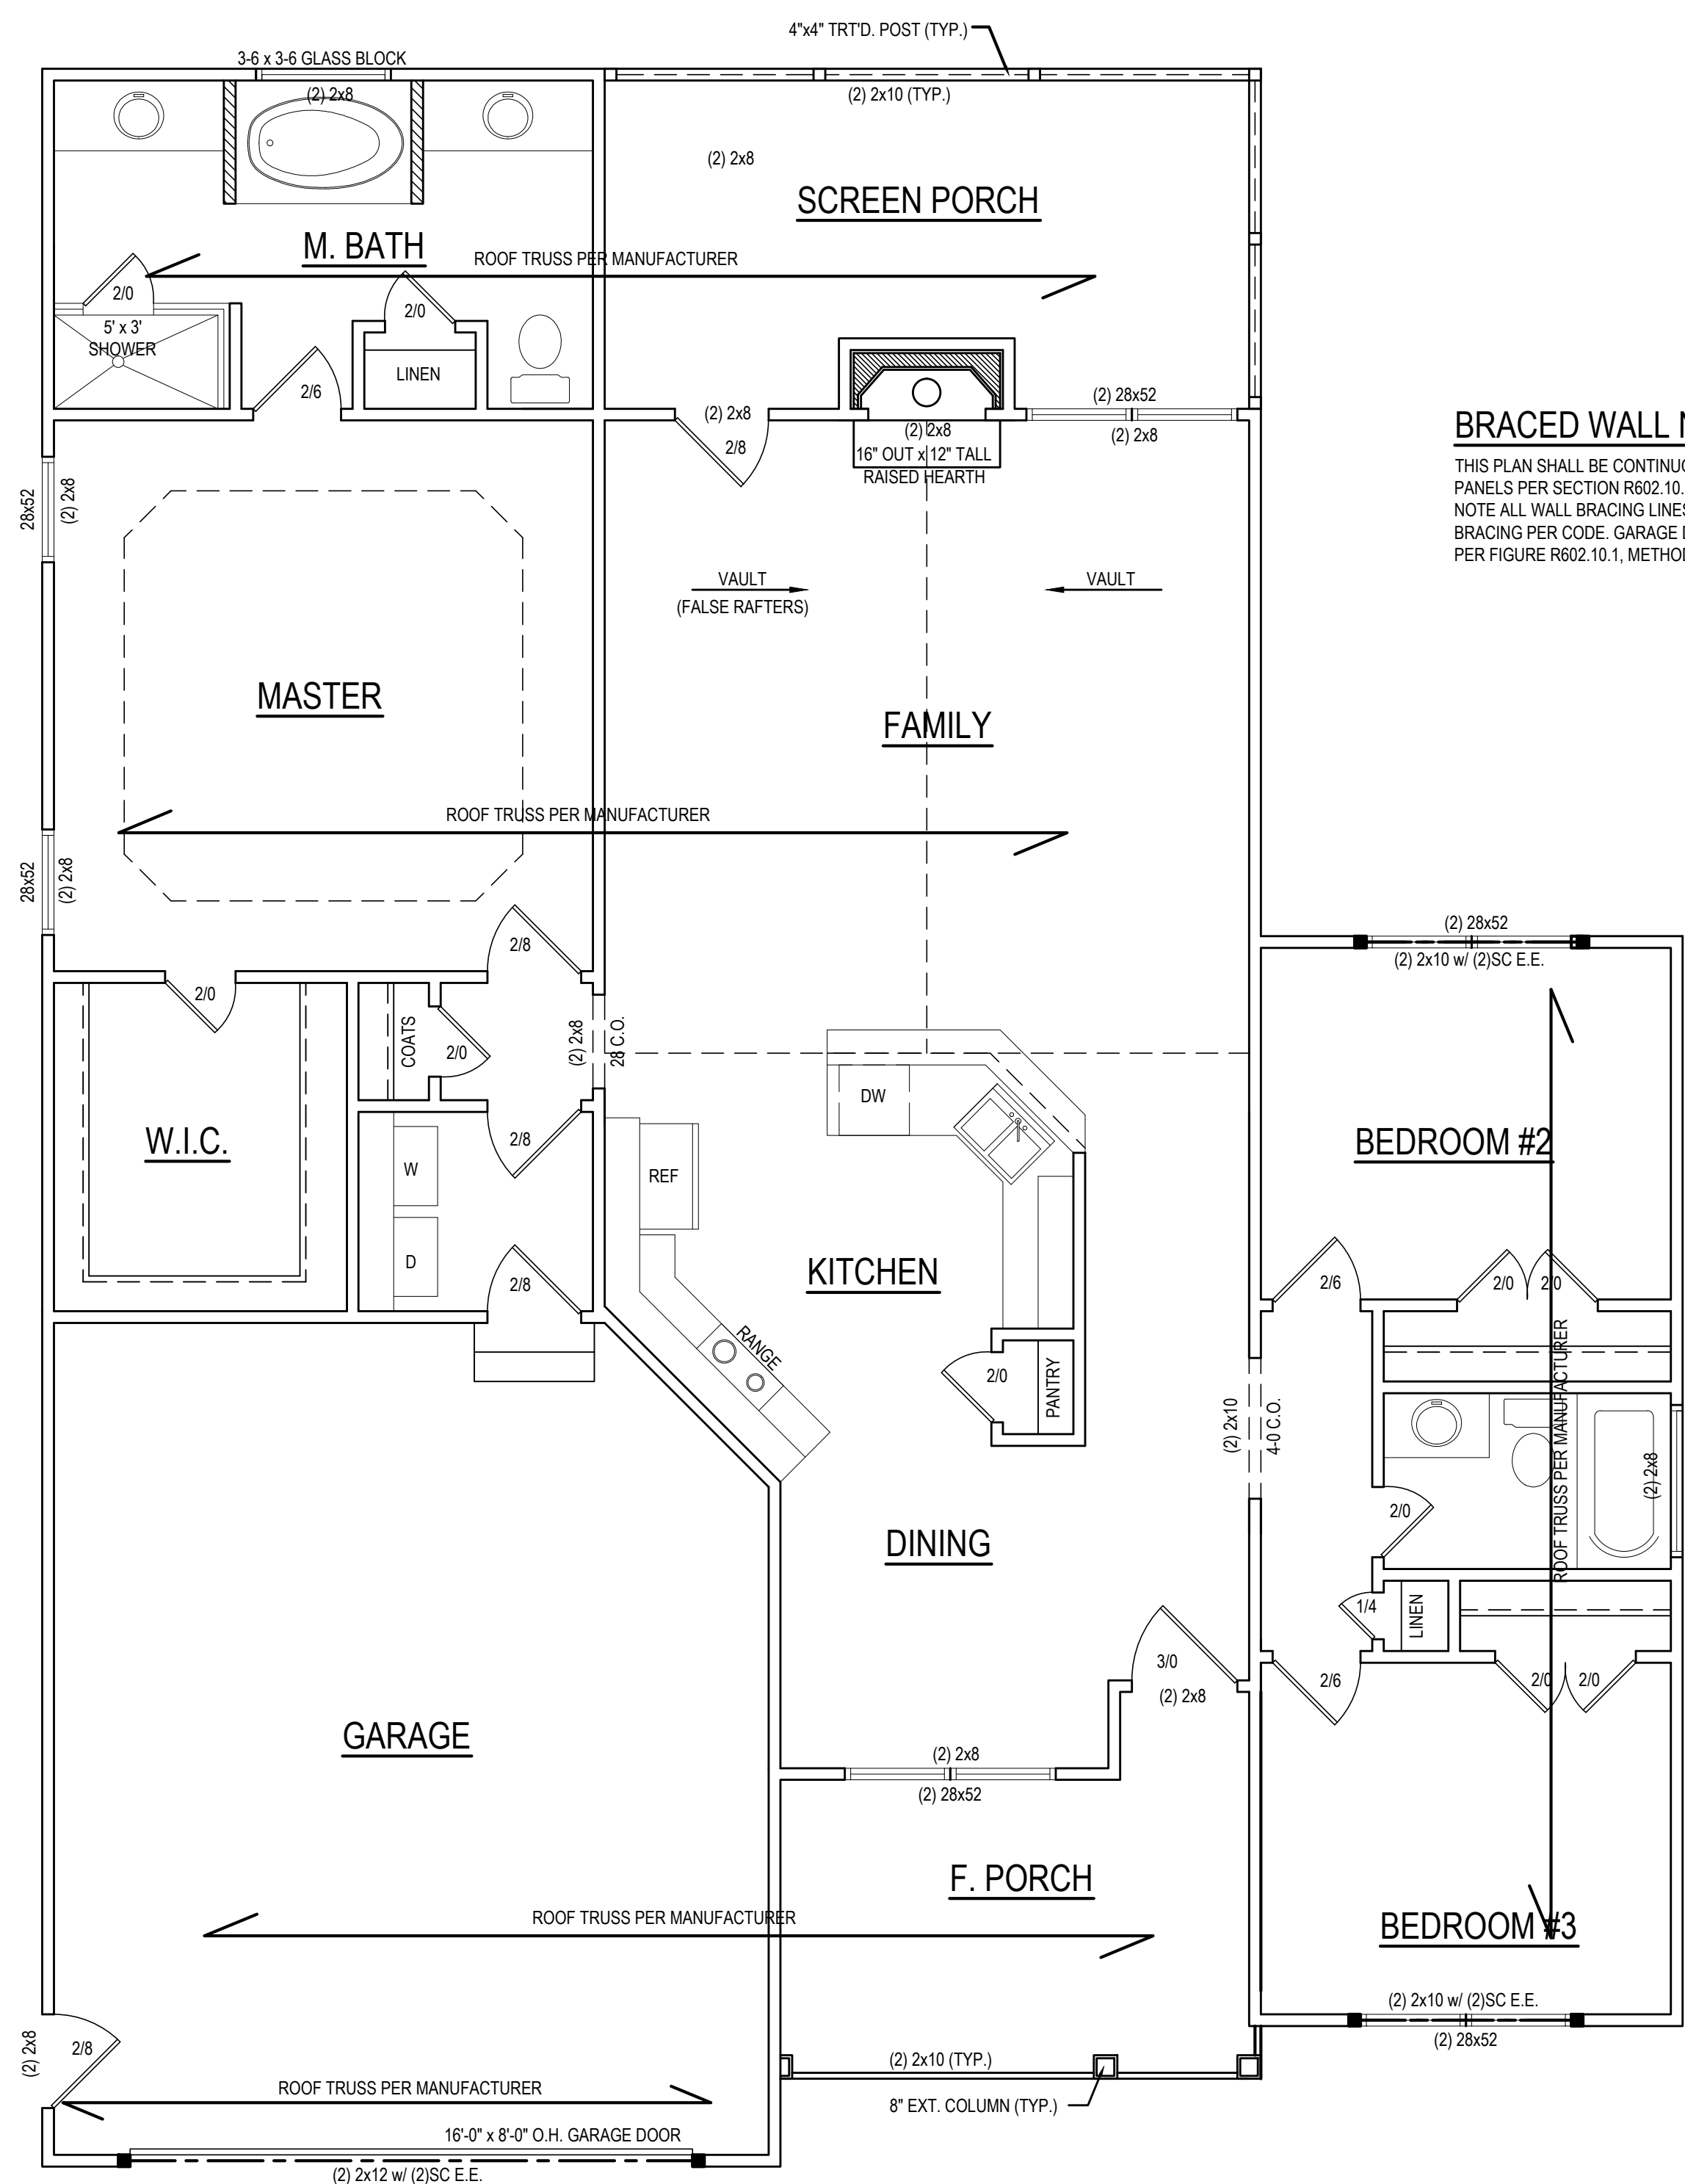 4"x4" TRT'D. POST (TYP.)
3-6 x 3-6 GLASS BLOCK
(2) 2x8
(2) 2x10 (TYP.)
(2) 2x8
SCREEN PORCH
M. BATH
ROOF TRUSS PER MANUFACTURER
2/0
2/0
5' x 3'
SHOWER
LINEN
2/6
(2) 2x8
2/8
(2) 2x8
16" OUT x 12" TALL
RAISED HEARTH
(2) 28x52
(2) 2x8
BRACED WALL
THIS PLAN SHALL BE
PANELS PER SECTION R602.10.
NOTE ALL WALL BRACING LINES
BRACING PER CODE. GARAGE
PER FIGURE R602.10.1,
28x52
(2) 2x8
VAULT
(FALSE RAFTERS)
VAULT
MASTER
FAMILY
ROOF TRUSS PER MANUFACTURER
28x52
(2) 2x8
2/8
(2) 28x52
(2) 2x10 w/ (2)SC E.E.
2/0
COATS
2/0
(2) 2x8
28 C.O.
DW
W.I.C.
2/8
W
REF
D
2/8
BEDROOM #2
KITCHEN
RANGE
2/0
PANTRY
2/6
2/0
2/0
ROOF TRUSS PER MANUFACTURER
(2) 2x10
4-0 C.O.
(2) 2x8
2/0
DINING
1/4
LINEN
3/0
(2) 2x8
2/6
2/0
2/0
GARAGE
(2) 2x8
(2) 28x52
F. PORCH
ROOF TRUSS PER MANUFACTURER
BEDROOM #3
(2) 2x10 w/ (2)SC E.E.
(2) 28x52
(2) 2x8
2/8
(2) 2x10 (TYP.)
8" EXT. COLUMN (TYP.)
ROOF TRUSS PER MANUFACTURER
16'-0" x 8'-0" O.H. GARAGE DOOR
(2) 2x12 w/ (2)SC E.E.